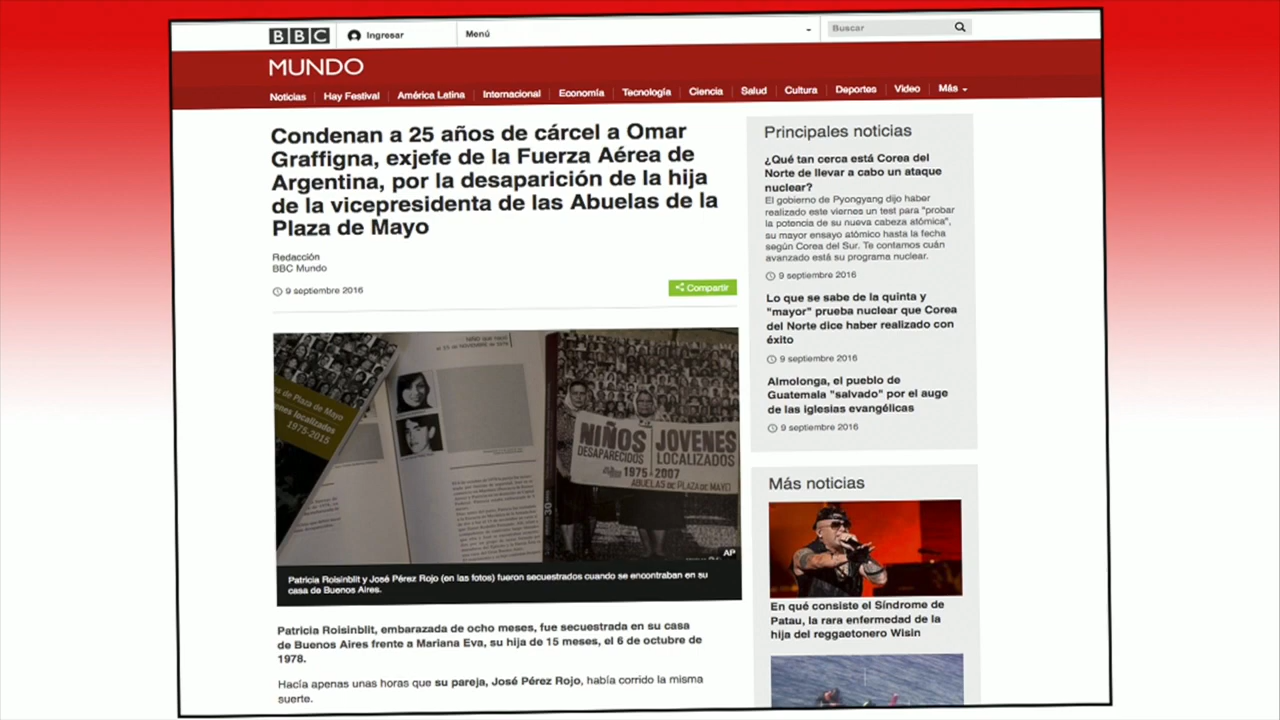 BBC
Ingresar
Menú
Buscar
MUNDO
Noticias
Hay Festival
América Latina
Internacional
Economía
Tecnología
Ciencia
Salud
Cultura
Deportes
Video
Más
Condenan a 25 años de cárcel a Omar
Graffigna, exjefe de la Fuerza Aérea de
Argentina, por la desaparición de la hija
de la vicepresidenta de las Abuelas de la
Plaza de Mayo
Redacción
BBC Mundo
9 septiembre 2016
Compartir
as de Plaza de Mayo
localizados
1975-2015
NIÑOS
DESAPARECIDOS
JOVENES
LOCALIZADOS
1975-2007
ABUELAS DE PLAZA DE MAYO
30
AP
Patricia Roisinblit y José Pérez Rojo (en las fotos) fueron secuestrados cuando se encontraban en su
casa de Buenos Aires.
Patricia Roisinblit, embarazada de ocho meses, fue secuestrada en su casa
de Buenos Aires frente a Mariana Eva, su hija de 15 meses, el 6 de octubre de
1978.
Hacía apenas unas horas que su pareja, José Pérez Rojo, había corrido la misma
suerte.
Principales noticias
¿Qué tan cerca está Corea del
Norte de llevar a cabo un ataque
nuclear?
El gobierno de Pyongyang dijo haber
realizado este viernes un test para "probar
la potencia de su nueva cabeza atómica",
su mayor ensayo atómico hasta la fecha
según Corea del Sur. Te contamos cuán
avanzado está su programa nuclear.
9 septiembre 2016
Lo que se sabe de la quinta y
"mayor" prueba nuclear que Corea
del Norte dice haber realizado con
éxito
9 septiembre 2016
Almolonga, el pueblo de
Guatemala "salvado" por el auge
de las iglesias evangélicas
9 septiembre 2016
Más noticias
En qué consiste el Síndrome de
Patau, la rara enfermedad de la
hija del reggaetonero Wisin